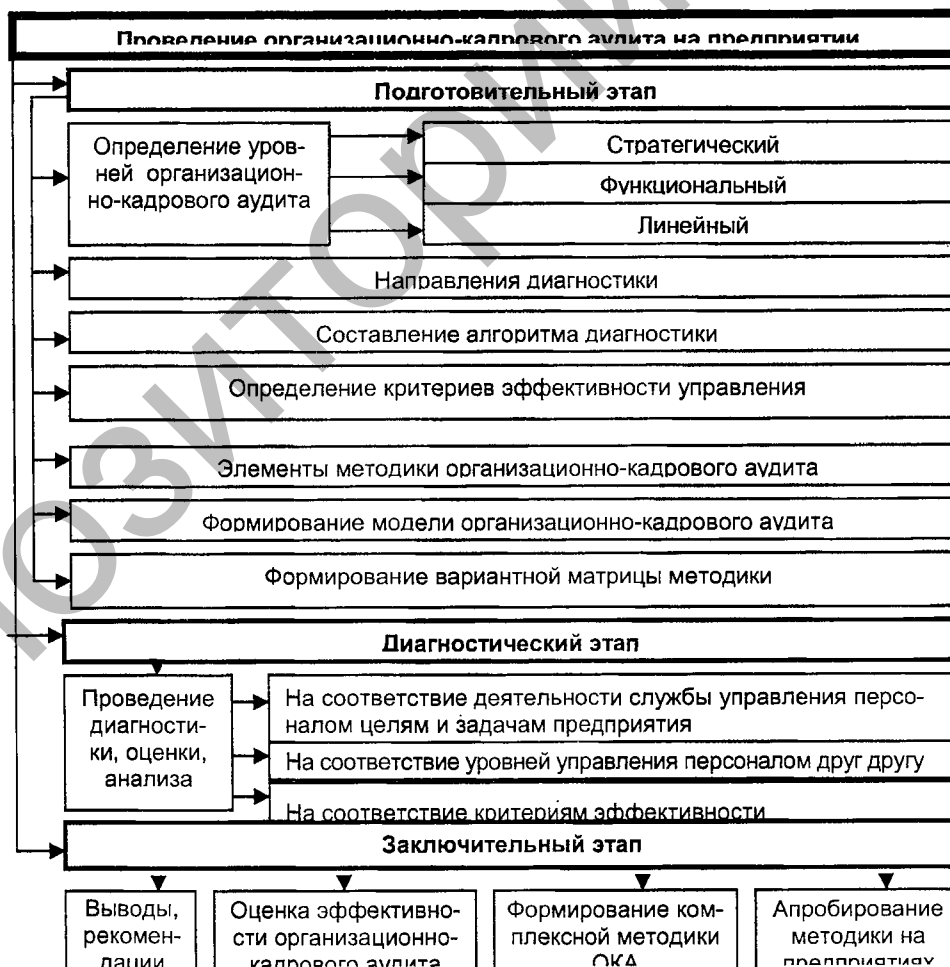 Проведение организационно-кадрового аудита на предприятии
Подготовительный этап
Определение уров-
ней организацион-
но-кадрового аудита
Стратегический
Функциональный
Линейный
Направления диагностики
Составление алгоритма диагностики
Определение критериев эффективности управления
Элементы методики организационно-кадрового аудита
Формирование модели организационно-кадрового аудита
Формирование вариантной матрицы методики
Диагностический этап
Проведение
диагности-
ки, оценки,
анализа
На соответствие деятельности службы управления персо-
налом целям и задачам предприятия
На соответствие уровней управления персоналом друг другу
На соответствие критериям эффективности
Заключительный этап
Выводы,
рекомен-
дации
Оценка эффективно-
сти организационно-
кадрового аудита
Формирование ком-
плексной методики
ОКА
Апробирование
методики на
предприятиях